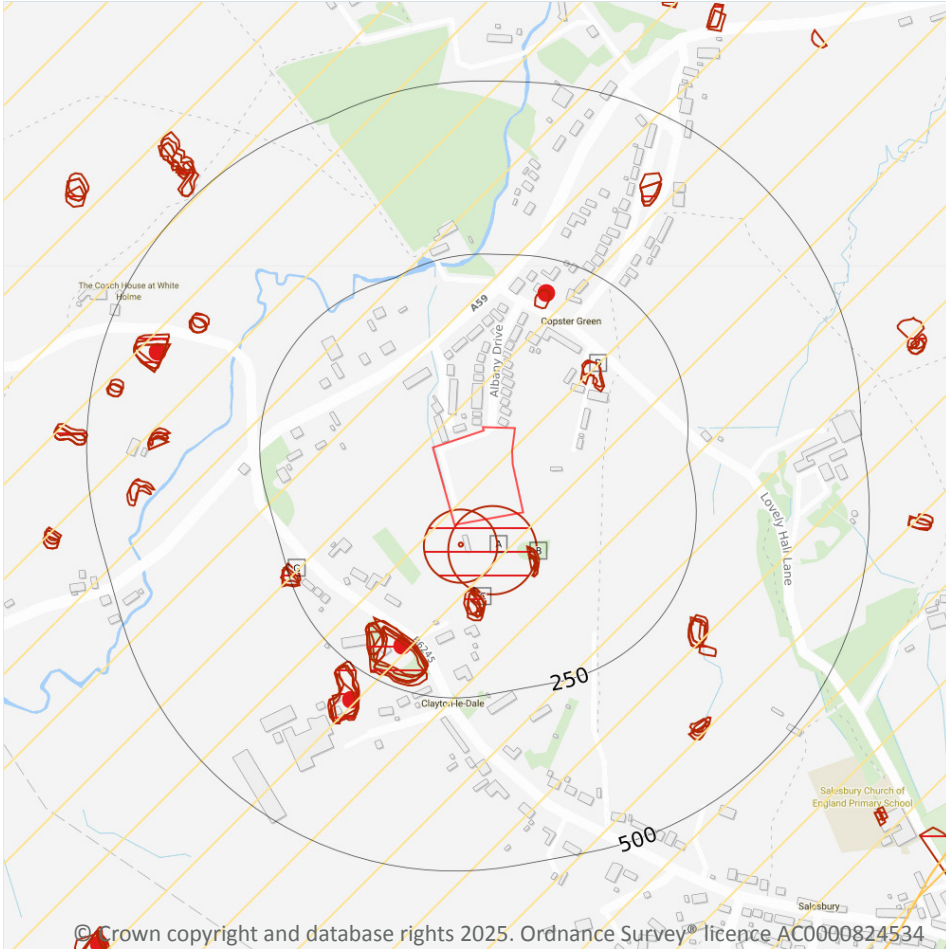 The Coach House at White
Holme
A59
Copster Green
Albany Drive
Lovely Hall Lane
A
B
C
B6245
250
Clayton-le-Dale
Salesbury Church of
England Primary School
500
Salesbury
© Crown copyright and database rights 2025. Ordnance Survey® licence AC0000824534